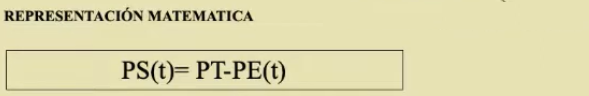 REPRESENTACIÓN MATEMATICA
PS(t)= PT-PE(t)